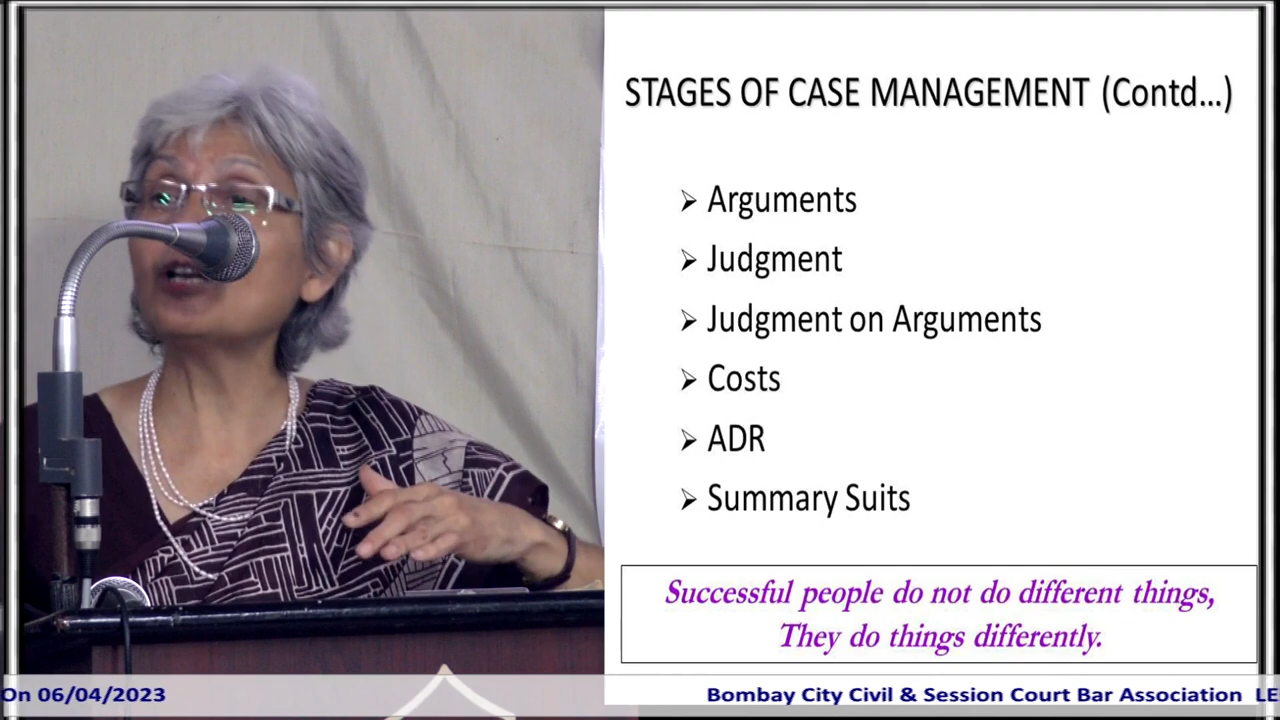 STAGES OF CASE MANAGEMENT (Contd...)
➢ Arguments
➢ Judgment
➢ Judgment on Arguments
➢ Costs
➢ ADR
➢ Summary Suits
Successful people do not do different things,
They do things differently.
On 06/04/2023 Bombay City Civil & Session Court Bar Association LE